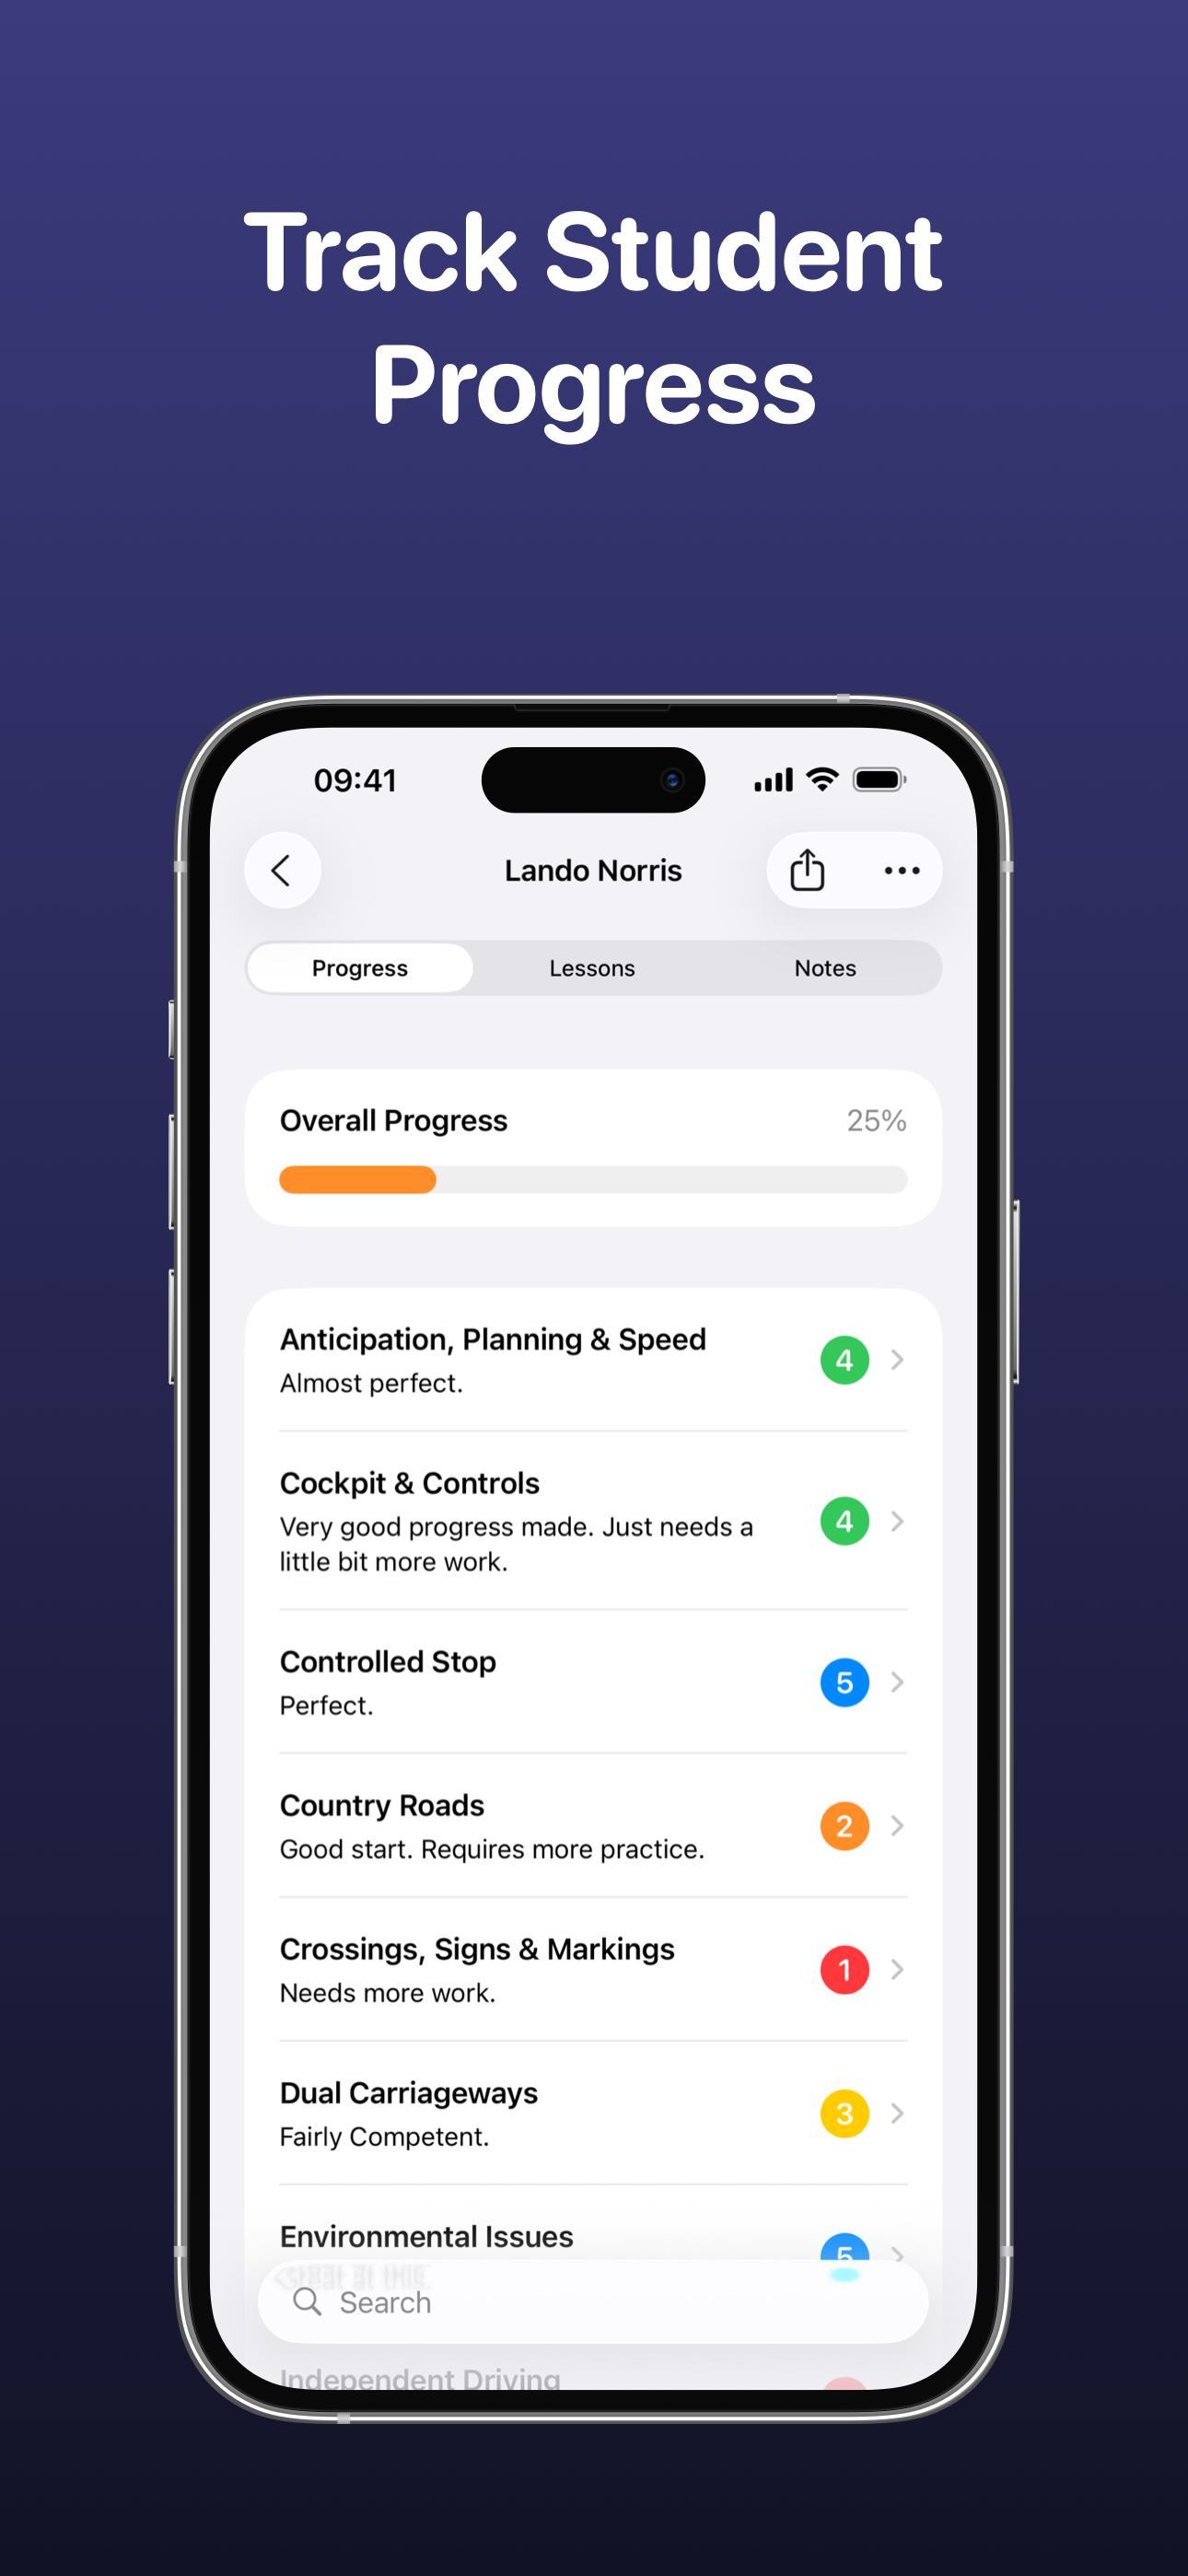 Track Student
Progress
09:41
Lando Norris
Progress
Lessons
Notes
Overall Progress
25%
Anticipation, Planning & Speed
Almost perfect.
4
Cockpit & Controls
Very good progress made. Just needs a
little bit more work.
4
Controlled Stop
Perfect.
5
Country Roads
Good start. Requires more practice.
2
Crossings, Signs & Markings
Needs more work.
1
Dual Carriageways
Fairly Competent.
3
Environmental Issues
5
Search
Independent Driving